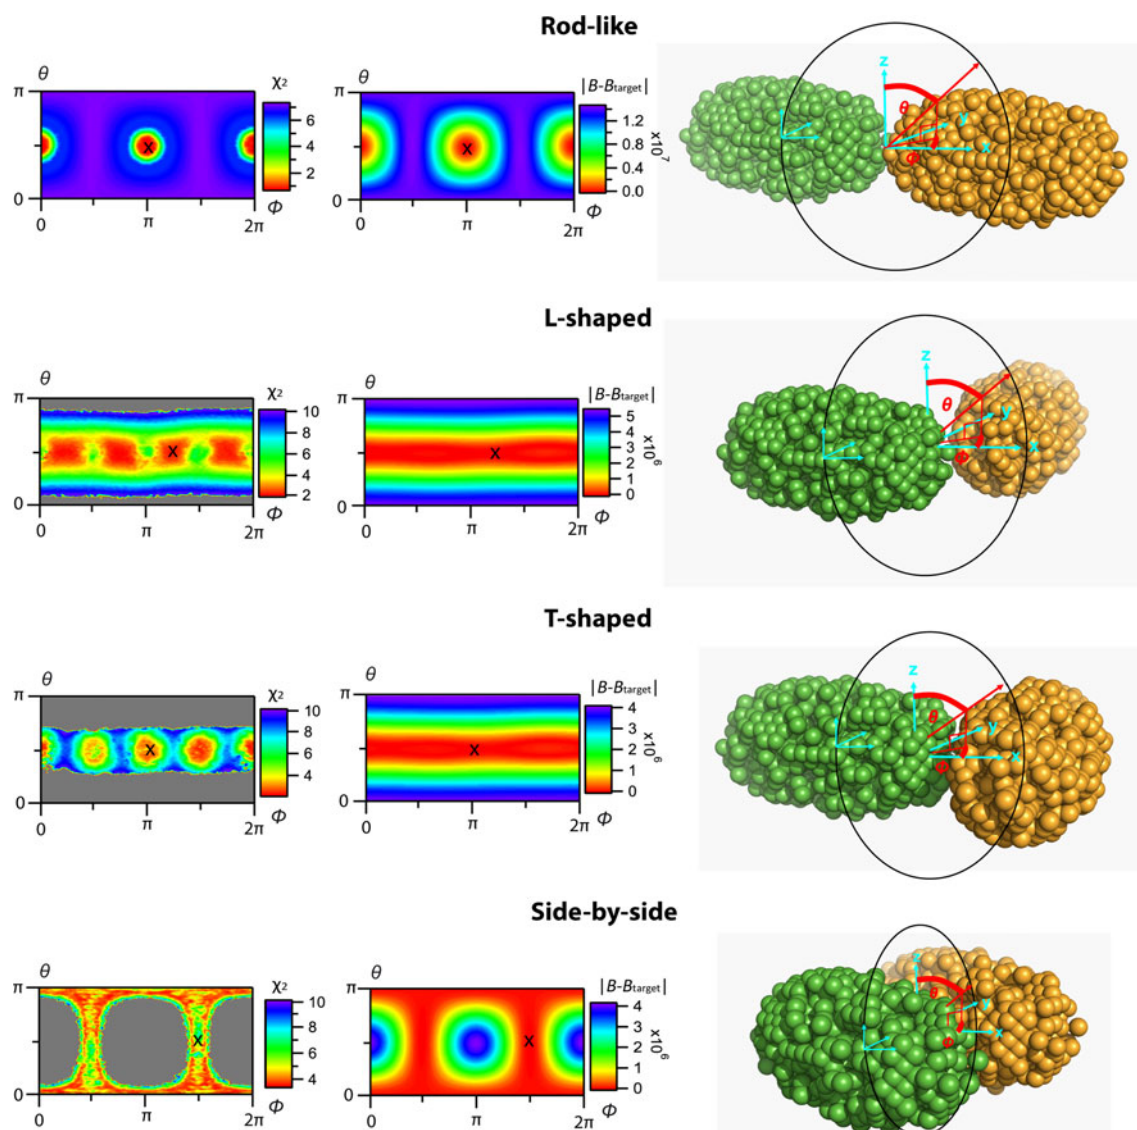 Rod-like
θ
π
0
0
π
2π
Φ
χ2
6
4
2
π
0
0
π
2π
Φ
|B-Btarget|
1.2
0.8
0.4
0.0
x10⁷
z
θ
y
x
Φ
L-shaped
θ
π
0
0
π
2π
Φ
χ2
10
8
6
4
2
θ
π
0
0
π
2π
Φ
|B-Btarget|
5
4
3
2
1
0
x10⁶
z
θ
y
x
Φ
T-shaped
θ
π
0
0
π
2π
Φ
χ2
10
8
6
4
θ
π
0
0
π
2π
Φ
|B-Btarget|
4
3
2
1
0
x10⁶
z
θ
y
x
Φ
Side-by-side
θ
π
0
0
π
2π
Φ
χ2
10
8
6
4
θ
π
0
0
π
2π
Φ
|B-Btarget|
4
3
2
1
0
x10⁶
z
θ
y
x
Φ